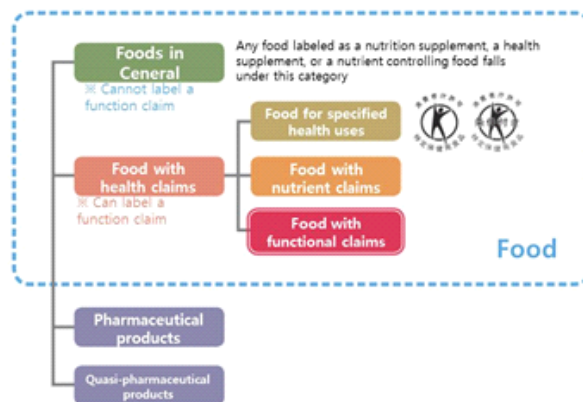 Foods in
Ceneral
Any food labeled as a nutrition supplement, a health
supplement, or a nutrient controlling food falls
under this category
※ Cannot label a
function claim
Food for specified
health uses
Food with
health claims
Food with
nutrient claims
※ Can label a
function claim
Food with
functional claims
Food
Pharmaceutical
products
Quasi-pharmaceutical
products